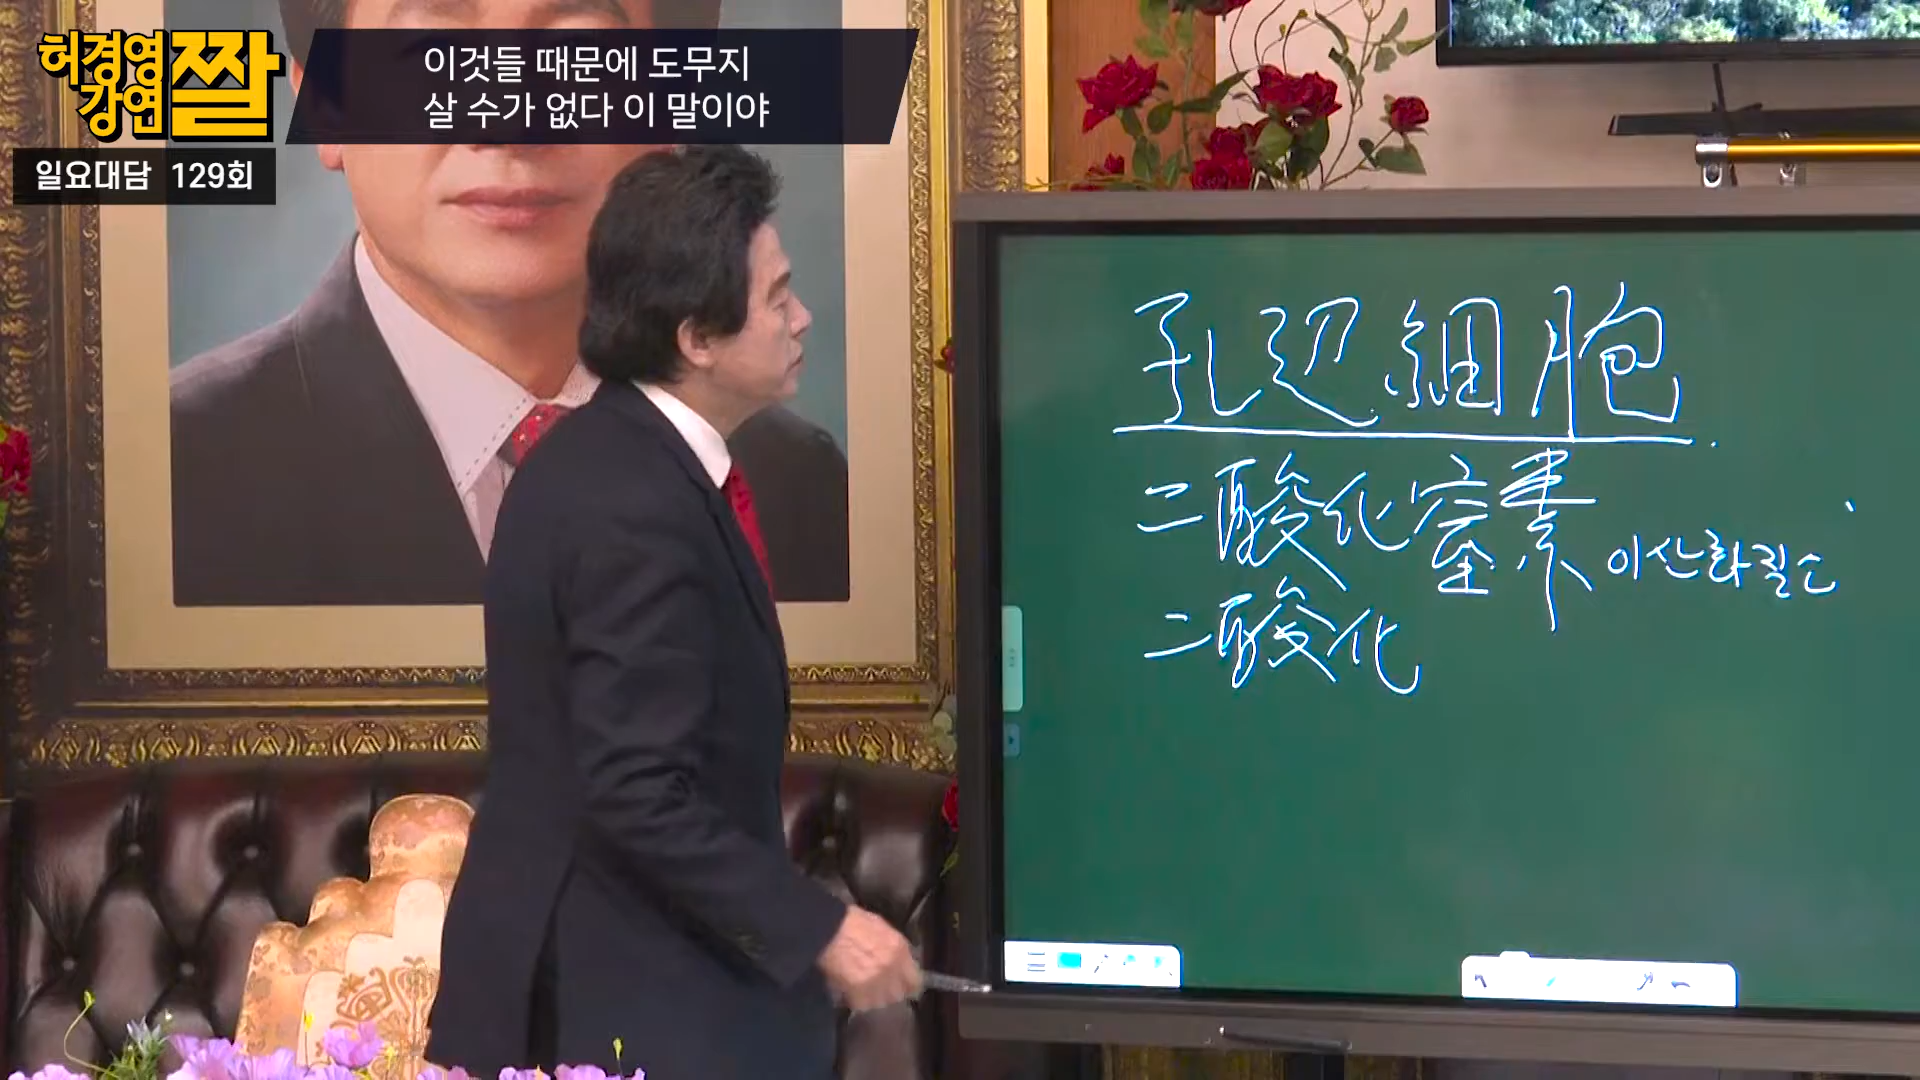 허경영
강연
짤
일요대담 129회
이것들 때문에 도무지
살 수가 없다 이 말이야
孔辺細胞
二酸化窒素 이산화질소
二酸化